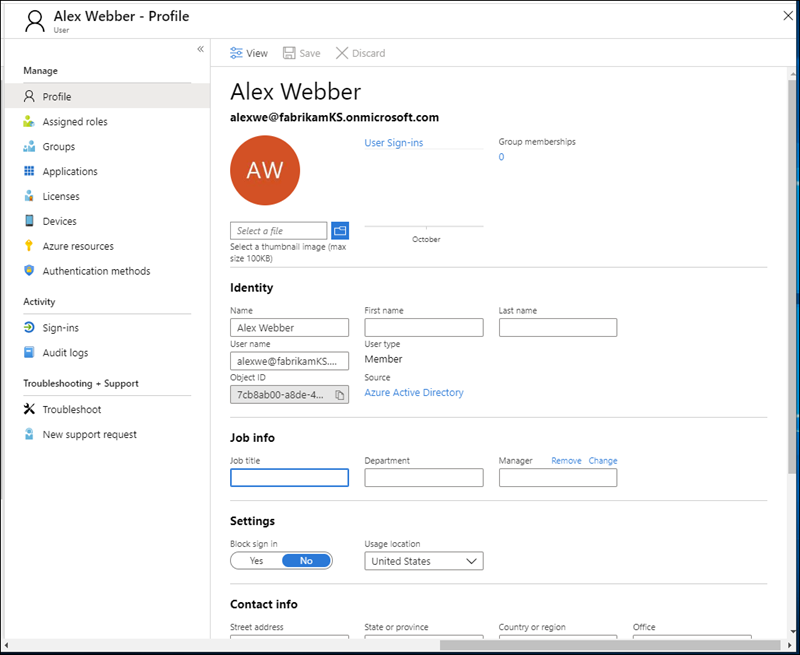 Alex Webber - Profile
User
«
Manage
Profile
Assigned roles
Groups
Applications
Licenses
Devices
Azure resources
Authentication methods
Activity
Sign-ins
Audit logs
Troubleshooting + Support
Troubleshoot
New support request
View Save Discard
Alex Webber
alexwe@fabrikamKS.onmicrosoft.com
AW
User Sign-ins
Group memberships
0
October
Select a file
Select a thumbnail image (max
size 100KB)
Identity
Name First name Last name
Alex Webber
User name User type
alexwe@fabrikamKS.... Member
Object ID Source
7cb8ab00-a8de-4... Azure Active Directory
Job info
Job title Department Manager Remove Change
Settings
Block sign in Usage location
Yes No United States
Contact info
Street address State or province Country or region Office